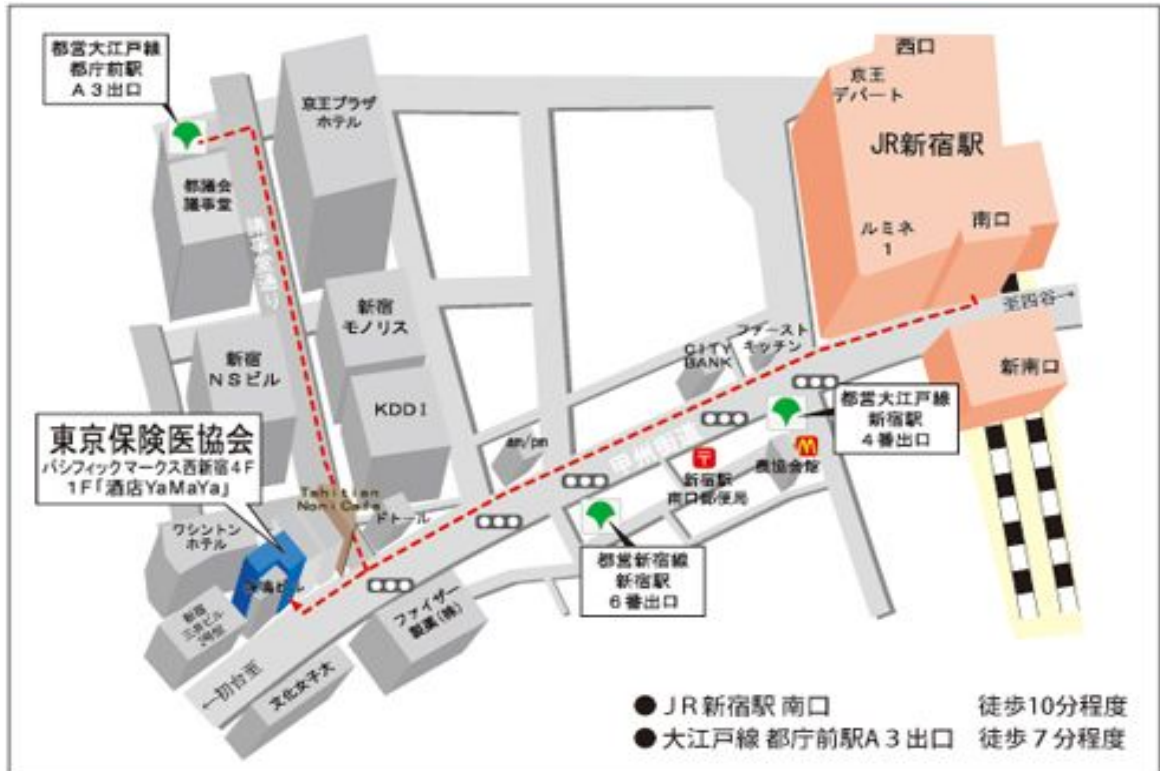 都営大江戸線
都庁前駅
A3出口
京王プラザ
ホテル
西口
京王
デパート
JR新宿駅
ルミネ
1
南口
至四谷→
新南口
都議会
議事堂
議事堂通り
新宿
モノリス
新宿
NSビル
KDDI
CITY
BANK
ファースト
キッチン
都営大江戸線
新宿駅
4番出口
東京保険医協会
パシフィックマークス西新宿4F
1F「酒店YaMaYa」
am/pm
甲州街道
〒
新宿駅
南口郵便局
M
農協会館
Tahitian
Noni Cafe
ドトール
ワシントン
ホテル
都営新宿線
新宿駅
6番出口
新宿
三井ビル
2号館
ファイザー
製薬(株)
←初台至
文化女子大
●JR新宿駅 南口 徒歩10分程度
●大江戸線 都庁前駅A3出口 徒歩7分程度